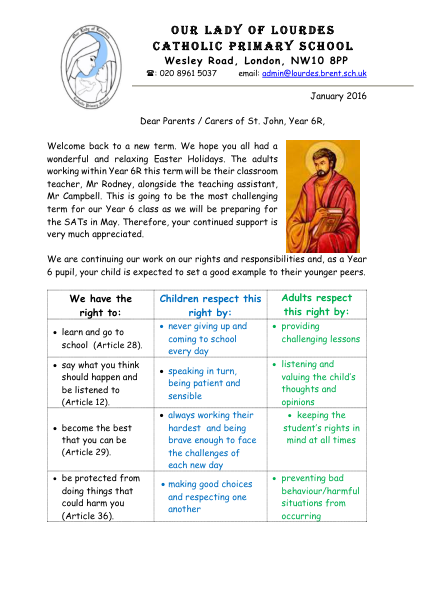 Our Lady of Lourdes
OUR LADY OF LOURDES
CATHOLIC PRIMARY SCHOOL
Wesley Road, London, NW10 8PP
☎: 020 8961 5037 email: admin@lourdes.brent.sch.uk
January 2016
Dear Parents / Carers of St. John, Year 6R,
Welcome back to a new term. We hope you all had a
wonderful and relaxing Easter Holidays. The adults
working within Year 6R this term will be their classroom
teacher, Mr Rodney, alongside the teaching assistant,
Mr Campbell. This is going to be the most challenging
term for our Year 6 class as we will be preparing for
the SATs in May. Therefore, your continued support is
very much appreciated.
We are continuing our work on our rights and responsibilities and, as a Year
6 pupil, your child is expected to set a good example to their younger peers.
We have the
right to:
Children respect this
right by:
Adults respect
this right by:
• learn and go to
school (Article 28).
• never giving up and
coming to school
every day
• providing
challenging lessons
• say what you think
should happen and
be listened to
(Article 12).
• speaking in turn,
being patient and
sensible
• listening and
valuing the child's
thoughts and
opinions
• become the best
that you can be
(Article 29).
• always working their
hardest and being
brave enough to face
the challenges of
each new day
• keeping the
student's rights in
mind at all times
• be protected from
doing things that
could harm you
(Article 36).
• making good choices
and respecting one
another
• preventing bad
behaviour/harmful
situations from
occurring